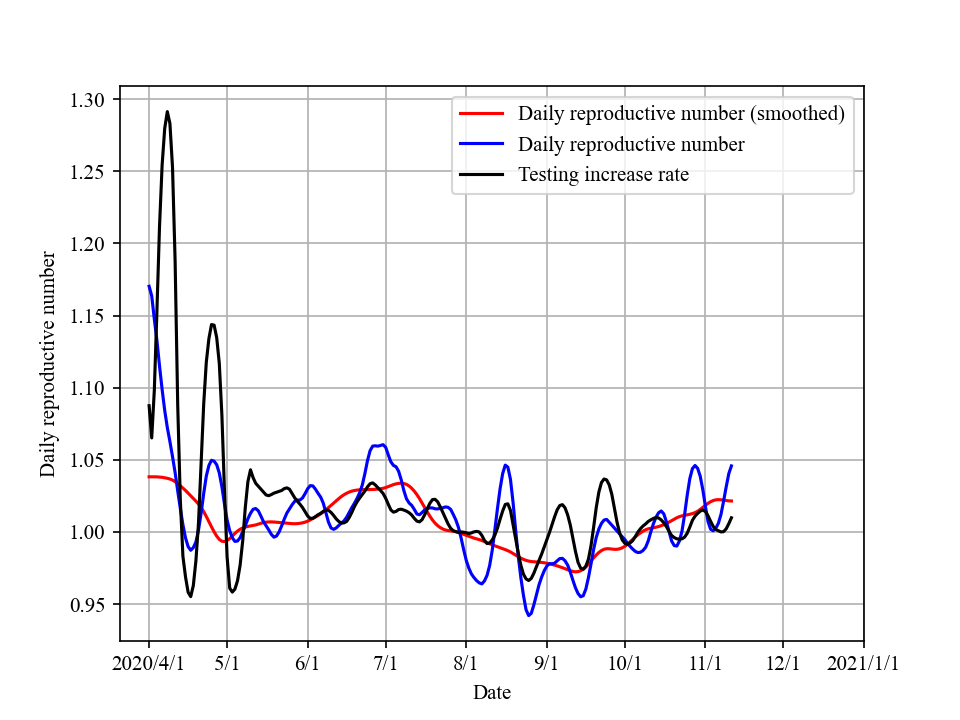 Daily reproductive number (smoothed)
Daily reproductive number
Testing increase rate
Daily reproductive number
1.30
1.25
1.20
1.15
1.10
1.05
1.00
0.95
2020/4/1 5/1 6/1 7/1 8/1 9/1 10/1 11/1 12/1 2021/1/1
Date